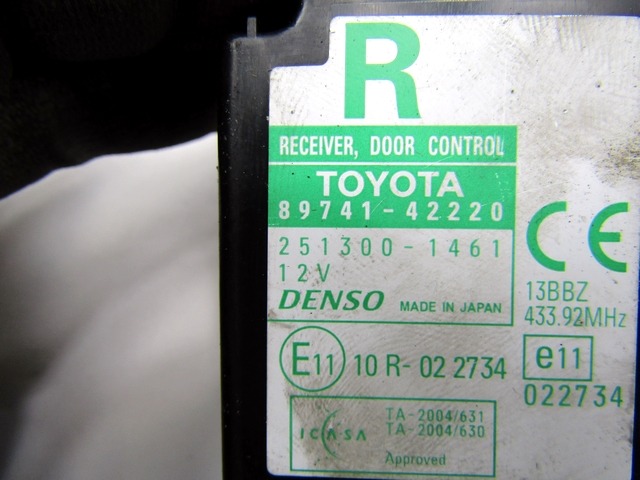 R
RECEIVER, DOOR CONTROL
TOYOTA
89741-42220
251300-1461
12V
DENSO MADE IN JAPAN
CE
13BBZ
433.92MHz
E11 10 R-02 2734
e11
022734
ICASA
TA-2004/631
TA-2004/630
Approved